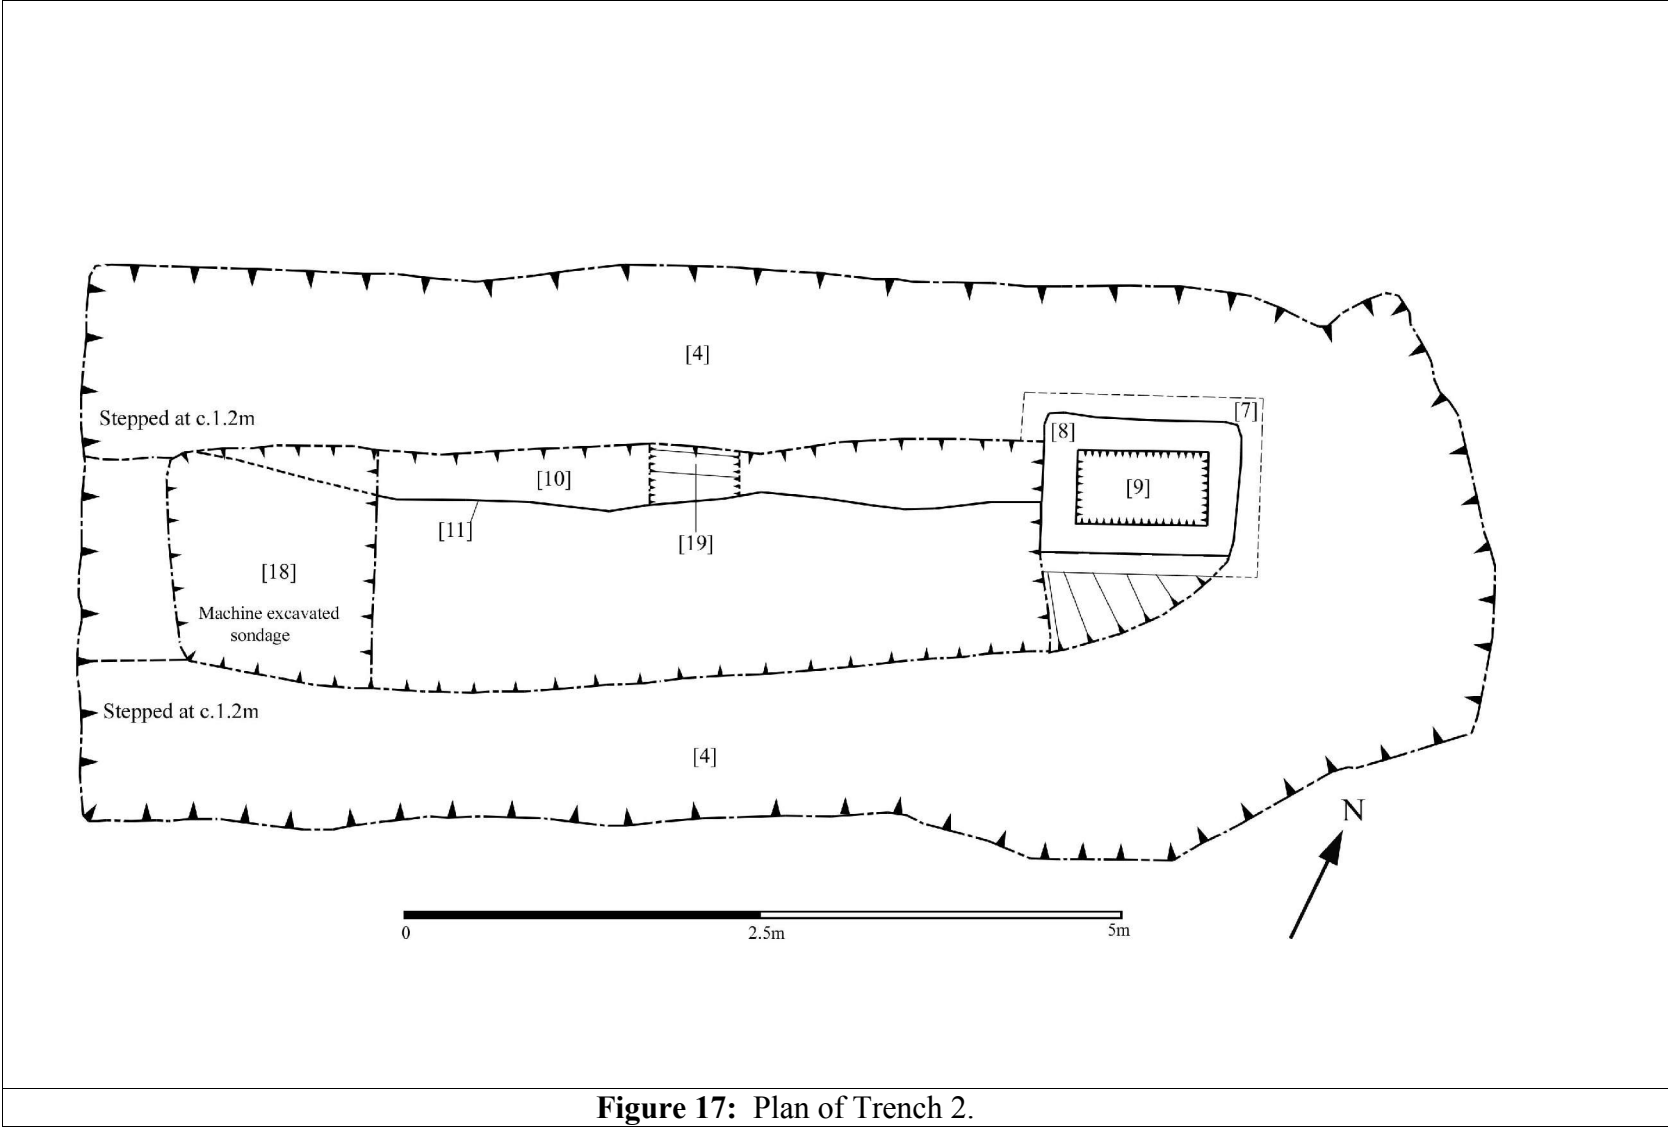 [4]
[7]
Stepped at c.1.2m
[8]
[10]
[9]
[11]
[19]
[18]
Machine excavated
sondage
Stepped at c.1.2m
[4]
N
0
2.5m
5m
Figure 17: Plan of Trench 2.